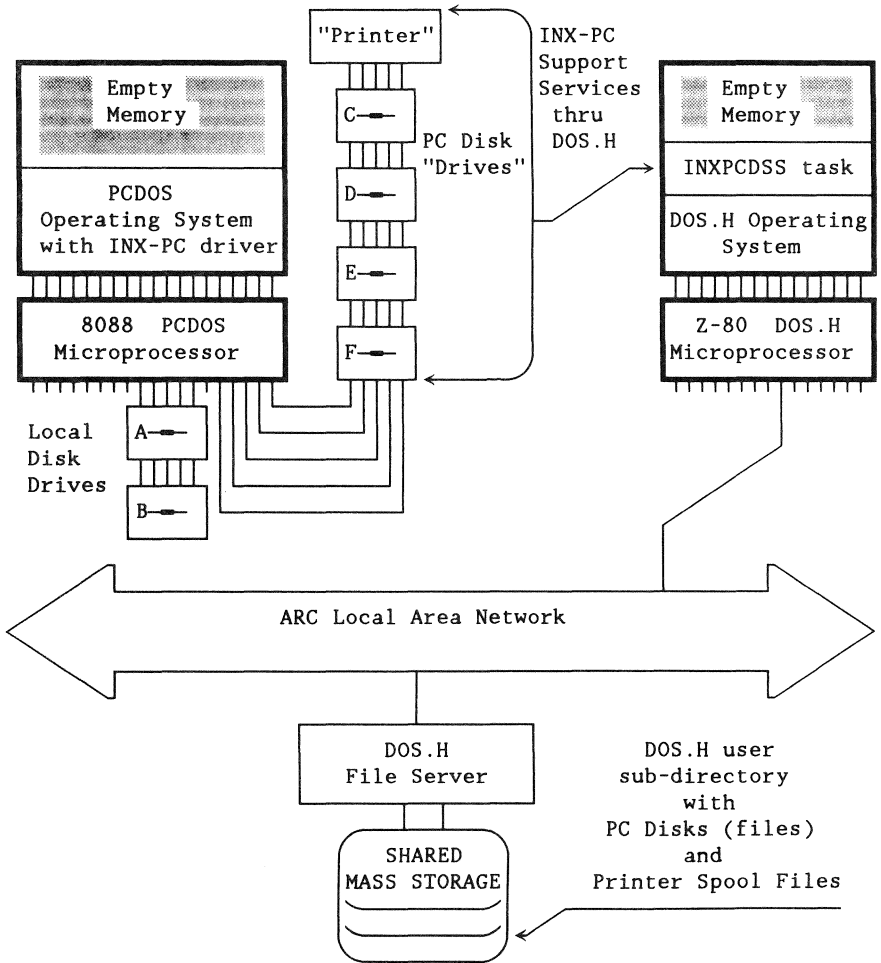 "Printer"
C
D
E
F
PC Disk
"Drives"
INX-PC
Support
Services
thru
DOS.H
Empty
Memory
PCDOS
Operating System
with INX-PC driver
8088 PCDOS
Microprocessor
Local
Disk
Drives
A
B
Empty
Memory
INXPCDSS task
DOS.H Operating
System
Z-80 DOS.H
Microprocessor
ARC Local Area Network
DOS.H
File Server
SHARED
MASS STORAGE
DOS.H user
sub-directory
with
PC Disks (files)
and
Printer Spool Files